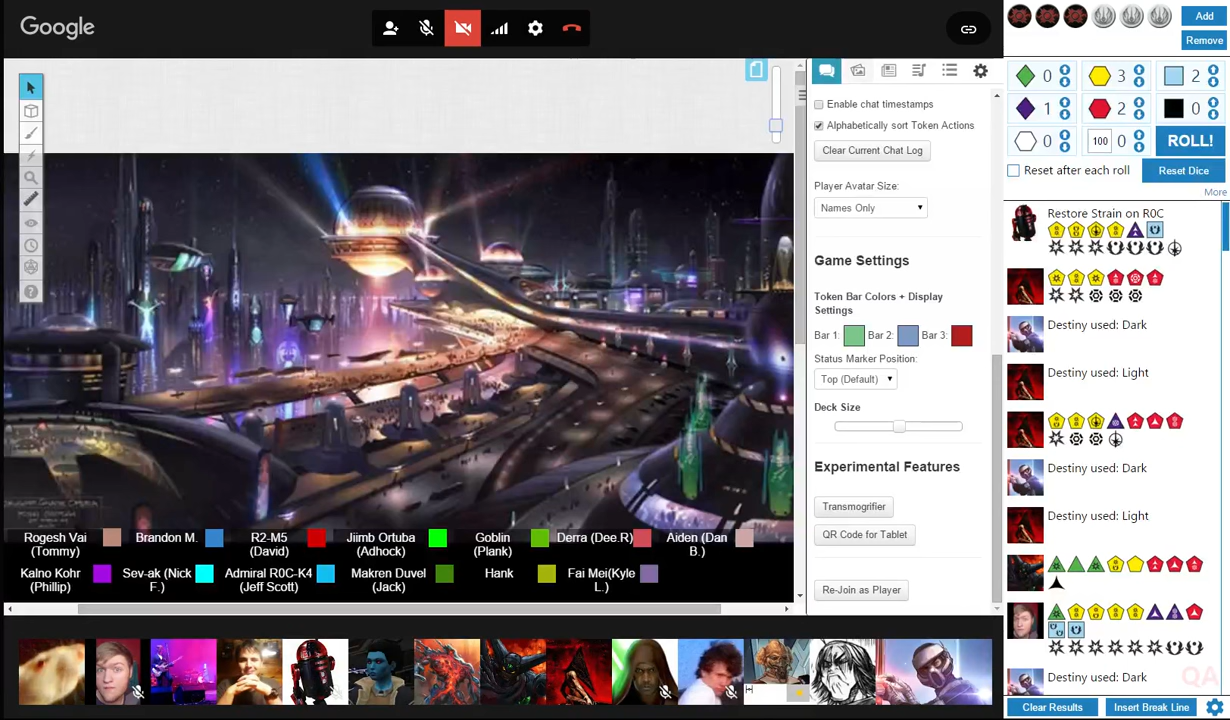 Google
Enable chat timestamps
Alphabetically sort Token Actions
Clear Current Chat Log
Player Avatar Size:
Names Only
Game Settings
Token Bar Colors + Display
Settings
Bar 1:
Bar 2:
Bar 3:
Status Marker Position:
Top (Default)
Deck Size
Experimental Features
Transmogrifier
QR Code for Tablet
Re-Join as Player
Rogesh Vai
(Tommy)
Brandon M.
R2-M5
(David)
Jiimb Ortuba
(Adhock)
Goblin
(Plank)
Derra (Dee.R)
Aiden (Dan
B.)
Kalno Kohr
(Phillip)
Sev-ak (Nick
F.)
Admiral R0C-K4
(Jeff Scott)
Makren Duvel
(Jack)
Hank
Fai Mei(Kyle
L.)
Add
Remove
0
3
2
1
2
0
0
100
0
ROLL!
Reset after each roll
Reset Dice
More
Restore Strain on R0C
Destiny used: Dark
Destiny used: Light
Destiny used: Dark
Destiny used: Light
Destiny used: Dark
QA
Clear Results
Insert Break Line